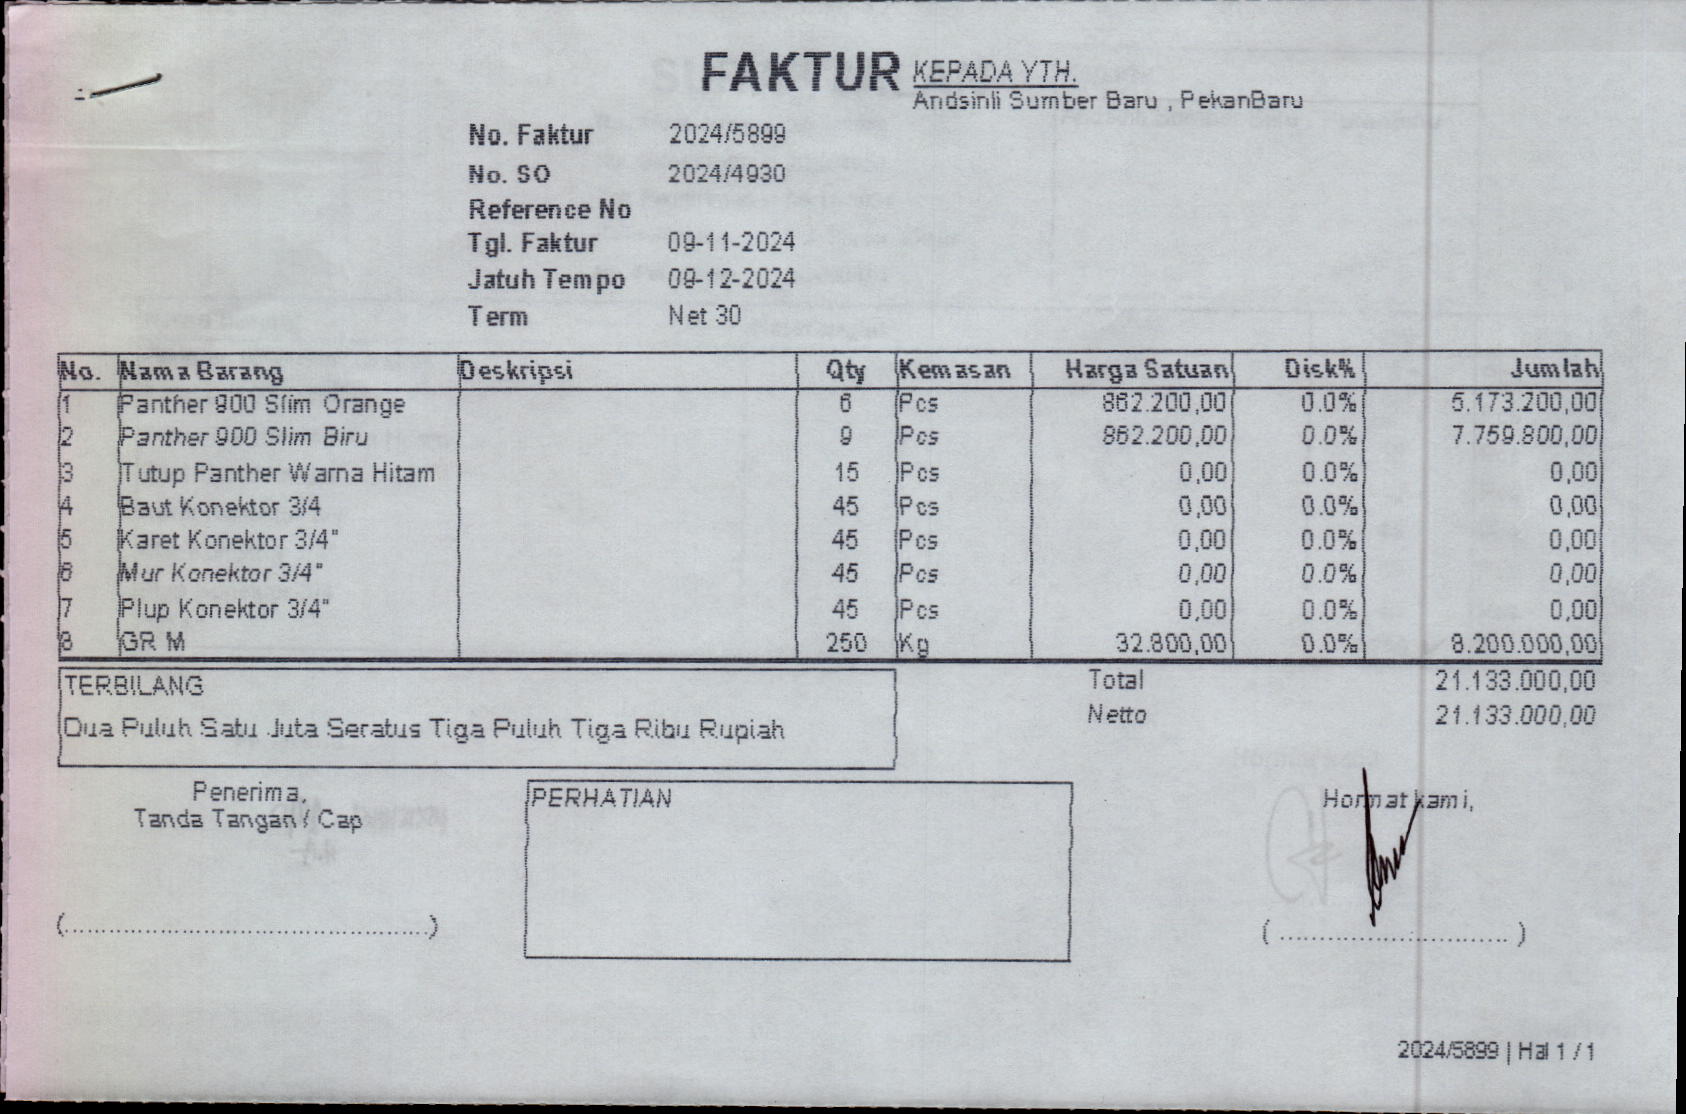 FAKTUR
KEPADA YTH.
Andsinli Sumber Baru , PekanBaru
No. Faktur 2024/5899
No. SO 2024/4930
Reference No
Tgl. Faktur 09-11-2024
Jatuh Tempo 09-12-2024
Term Net 30
No. Nama Barang Deskripsi Qty Kemasan Harga Satuan Disk% Jumlah
1 Panther 900 Slim Orange 6 Pcs 862.200,00 0.0% 5.173.200,00
2 Panther 900 Slim Biru 9 Pcs 862.200,00 0.0% 7.759.800,00
3 Tutup Panther Warna Hitam 15 Pcs 0,00 0.0% 0,00
4 Baut Konektor 3/4 45 Pcs 0,00 0.0% 0,00
5 Karet Konektor 3/4" 45 Pcs 0,00 0.0% 0,00
6 Mur Konektor 3/4" 45 Pcs 0,00 0.0% 0,00
7 Plup Konektor 3/4" 45 Pcs 0,00 0.0% 0,00
8 GR M 250 Kg 32.800,00 0.0% 8.200.000,00
TERBILANG
Dua Puluh Satu Juta Seratus Tiga Puluh Tiga Ribu Rupiah
Total 21.133.000,00
Netto 21.133.000,00
Penerima,
Tanda Tangan / Cap
PERHATIAN
Hormat kami,
(................................................)
( .............................. )
2024/5899 | Hal 1 / 1